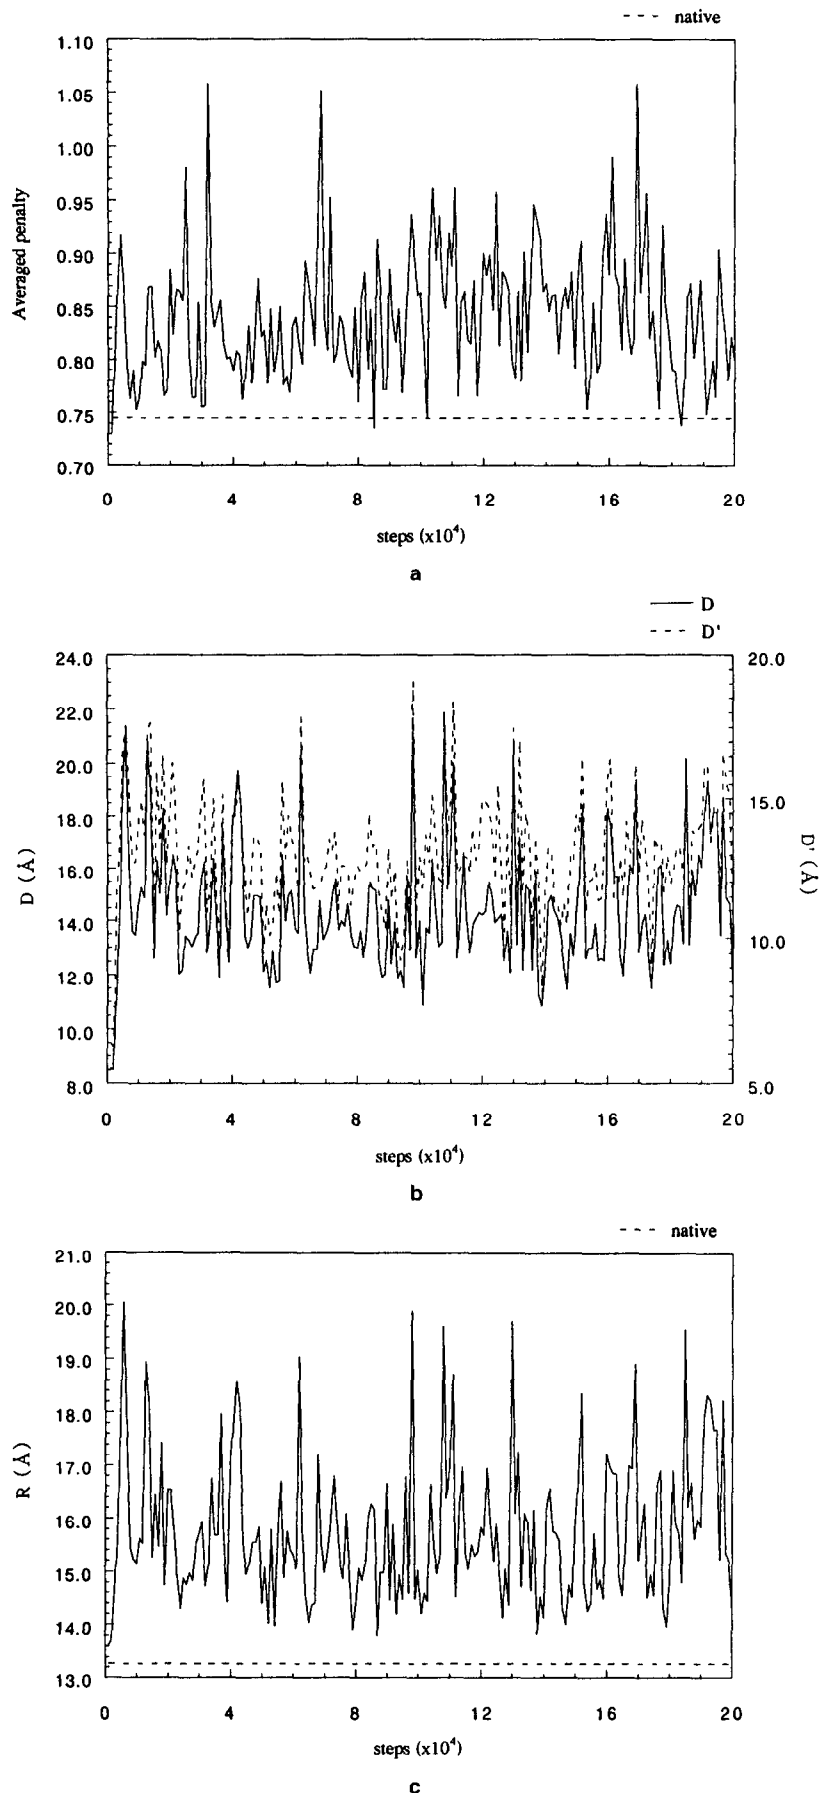 native
1.10
1.05
1.00
0.95
0.90
0.85
0.80
0.75
0.70
Averaged penalty
0 4 8 12 16 20
steps (x10⁴)
a
D
D'
24.0
22.0
20.0
18.0
16.0
14.0
12.0
10.0
8.0
D (Å)
20.0
15.0
10.0
5.0
D' (Å)
0 4 8 12 16 20
steps (x10⁴)
b
native
21.0
20.0
19.0
18.0
17.0
16.0
15.0
14.0
13.0
R (Å)
0 4 8 12 16 20
steps (x10⁴)
c